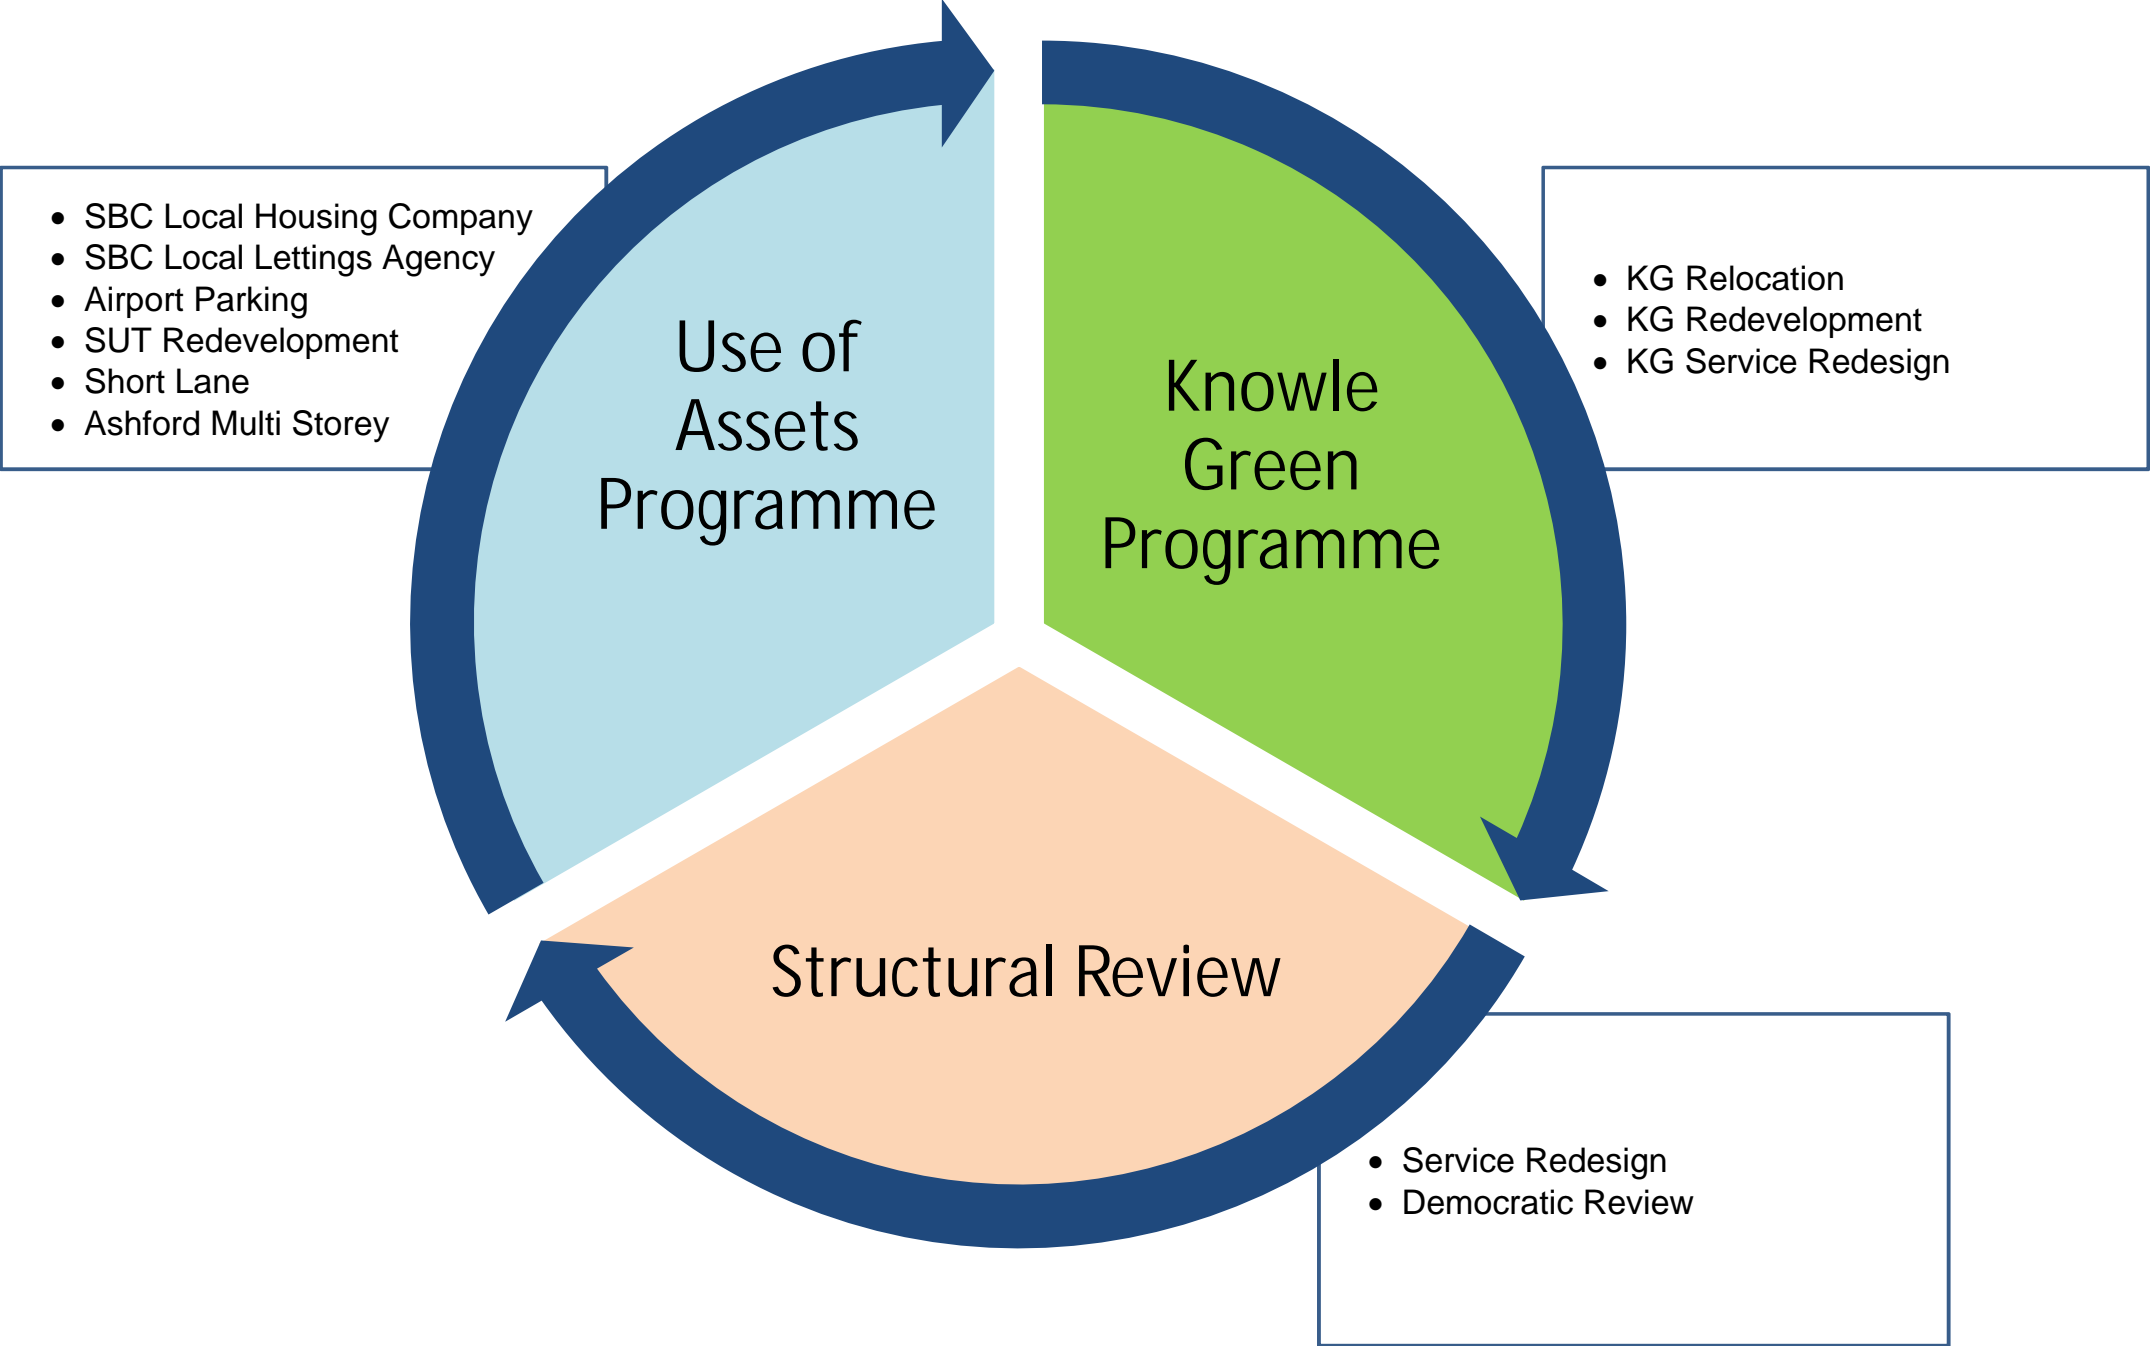 • SBC Local Housing Company
• SBC Local Lettings Agency
• Airport Parking
• SUT Redevelopment
• Short Lane
• Ashford Multi Storey
Use of
Assets
Programme
Knowle
Green
Programme
• KG Relocation
• KG Redevelopment
• KG Service Redesign
Structural Review
• Service Redesign
• Democratic Review